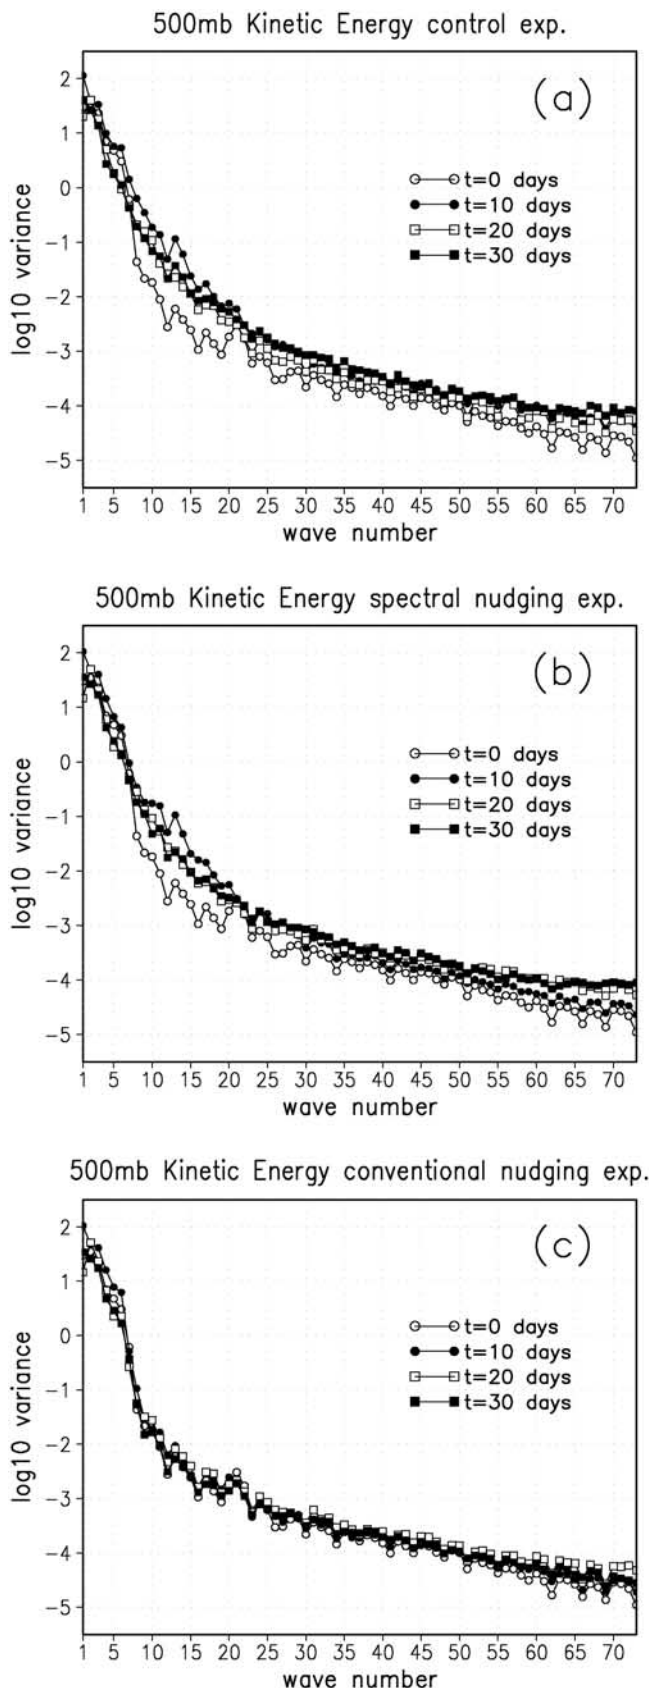 500mb Kinetic Energy control exp.
(a)
2
1
0
−1
−2
−3
−4
−5
log10 variance
t=0 days
t=10 days
t=20 days
t=30 days
1 5 10 15 20 25 30 35 40 45 50 55 60 65 70
wave number
500mb Kinetic Energy spectral nudging exp.
(b)
2
1
0
−1
−2
−3
−4
−5
log10 variance
t=0 days
t=10 days
t=20 days
t=30 days
1 5 10 15 20 25 30 35 40 45 50 55 60 65 70
wave number
500mb Kinetic Energy conventional nudging exp.
(c)
2
1
0
−1
−2
−3
−4
−5
log10 variance
t=0 days
t=10 days
t=20 days
t=30 days
1 5 10 15 20 25 30 35 40 45 50 55 60 65 70
wave number